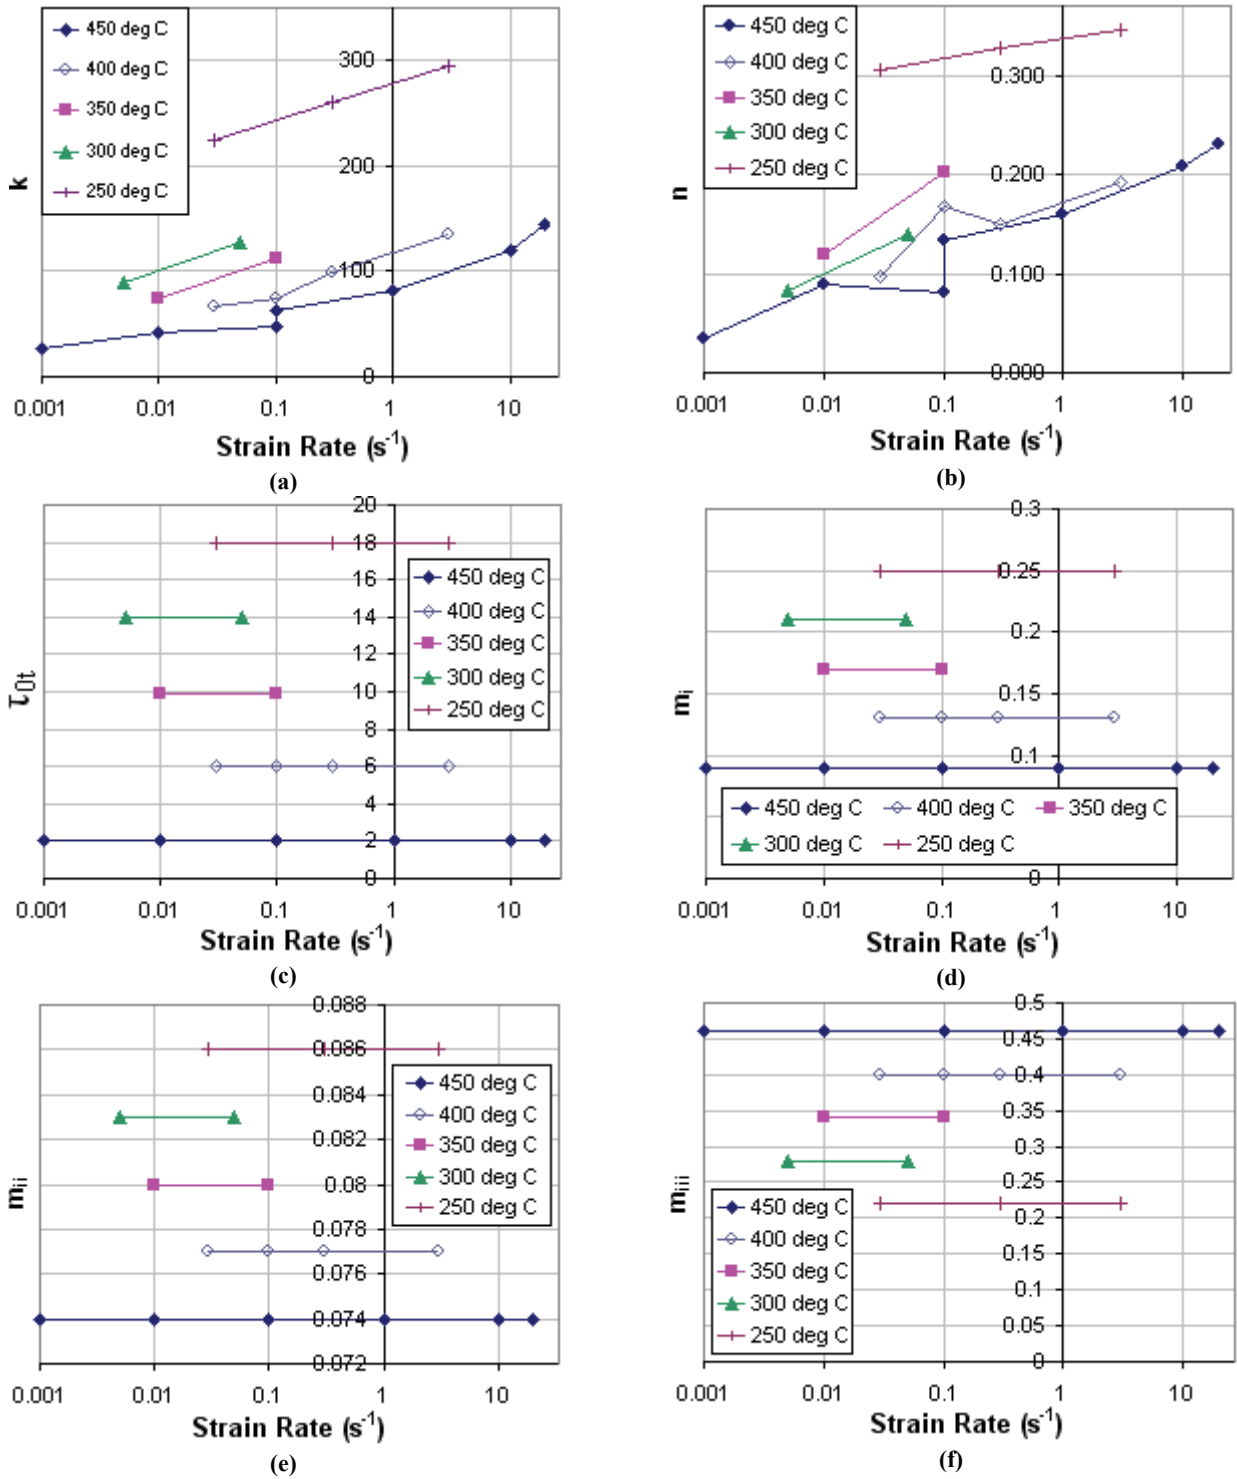 450 deg C
400 deg C
350 deg C
300 deg C
250 deg C
300
200
100
0
k
0.001 0.01 0.1 1 10
Strain Rate (s⁻¹)
(a)
450 deg C
400 deg C
350 deg C
300 deg C
250 deg C
0.300
0.200
0.100
0.000
n
0.001 0.01 0.1 1 10
Strain Rate (s⁻¹)
(b)
20
18
16
14
12
10
8
6
4
2
0
450 deg C
400 deg C
350 deg C
300 deg C
250 deg C
τ₀ₜ
0.001 0.01 0.1 1 10
Strain Rate (s⁻¹)
(c)
0.3
0.25
0.2
0.15
0.1
0
450 deg C 400 deg C 350 deg C
300 deg C 250 deg C
mᵢ
0.001 0.01 0.1 1 10
Strain Rate (s⁻¹)
(d)
0.088
0.086
0.084
0.082
0.08
0.078
0.076
0.074
0.072
450 deg C
400 deg C
350 deg C
300 deg C
250 deg C
mᵢᵢ
0.001 0.01 0.1 1 10
Strain Rate (s⁻¹)
(e)
0.5
0.45
0.4
0.35
0.3
0.25
0.2
0.15
0.1
0.05
0
450 deg C
400 deg C
350 deg C
300 deg C
250 deg C
mᵢᵢᵢ
0.001 0.01 0.1 1 10
Strain Rate (s⁻¹)
(f)